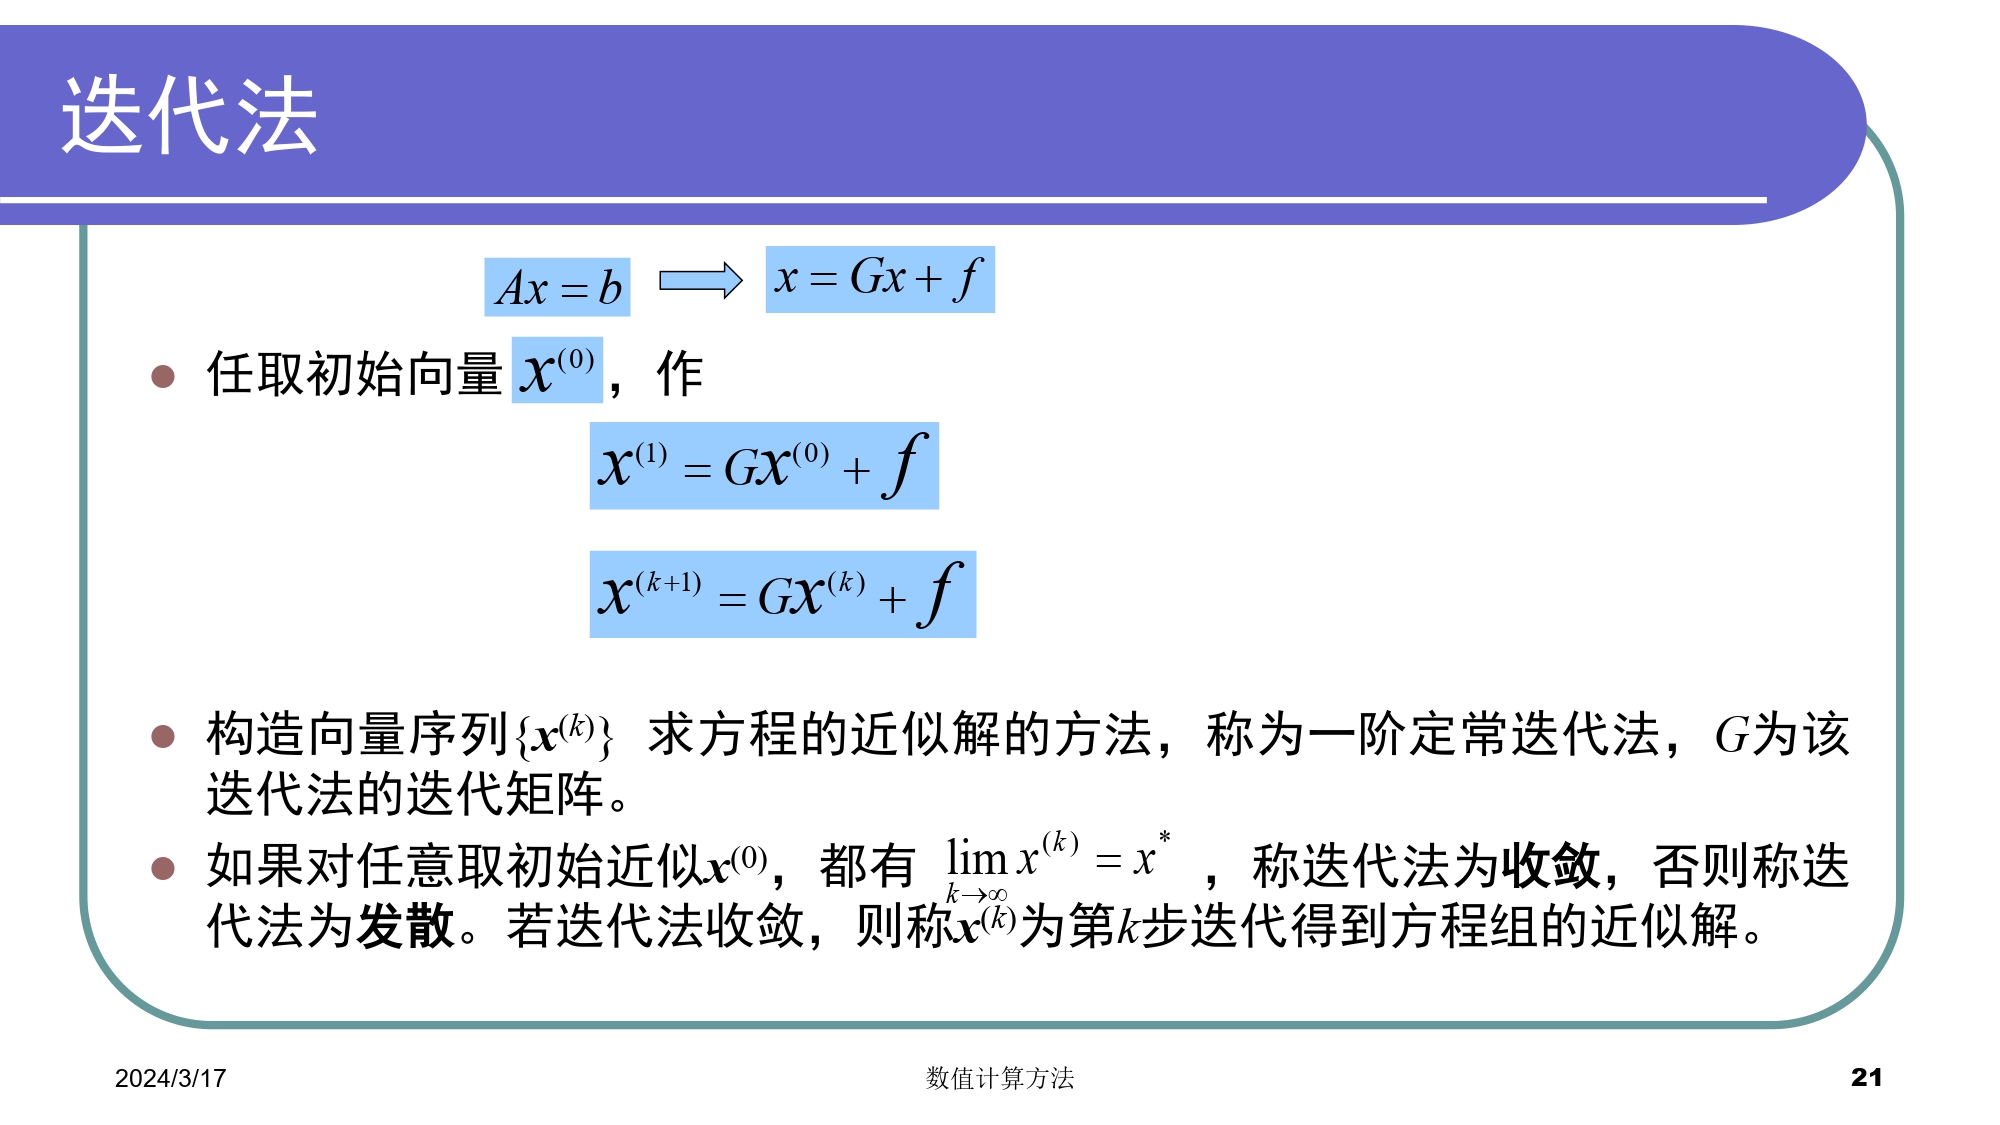 迭代法
Ax = b x = Gx + f
任取初始向量 x⁽⁰⁾ ，作
x⁽¹⁾ = Gx⁽⁰⁾ + f
x⁽ᵏ⁺¹⁾ = Gx⁽ᵏ⁾ + f
构造向量序列{x⁽ᵏ⁾} 求方程的近似解的方法，称为一阶定常迭代法，G为该
迭代法的迭代矩阵。
如果对任意取初始近似x⁽⁰⁾，都有 lim x⁽ᵏ⁾ = x* ，称迭代法为收敛，否则称迭
k→∞
代法为发散。若迭代法收敛，则称x⁽ᵏ⁾为第k步迭代得到方程组的近似解。
2024/3/17 数值计算方法 21